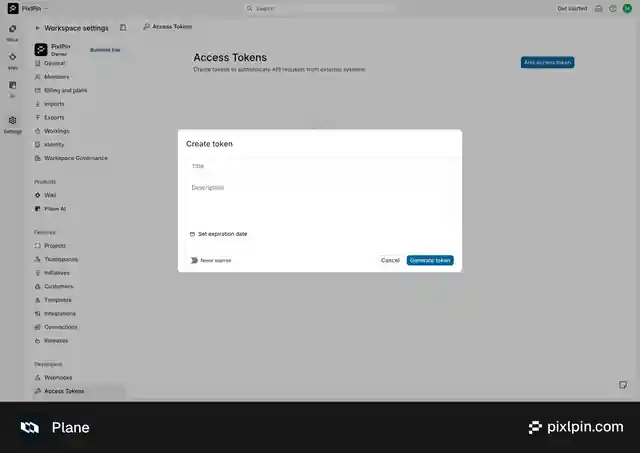 PixlPin
Search
Get started
Wiki
AI
Settings
Workspace settings
PixlPin
Owner
Business trial
General
Members
Billing and plans
Imports
Exports
Worklogs
Identity
Workspace Governance
Products
Wiki
Plane AI
Features
Projects
Teamspaces
Initiatives
Customers
Templates
Integrations
Connections
Releases
Developers
Webhooks
Access Tokens
Access Tokens
Access Tokens
Create tokens to authenticate API requests from external systems.
Add access token
Create token
Title
Description
Set expiration date
Never expires
Cancel
Generate token
Plane
pixlpin.com